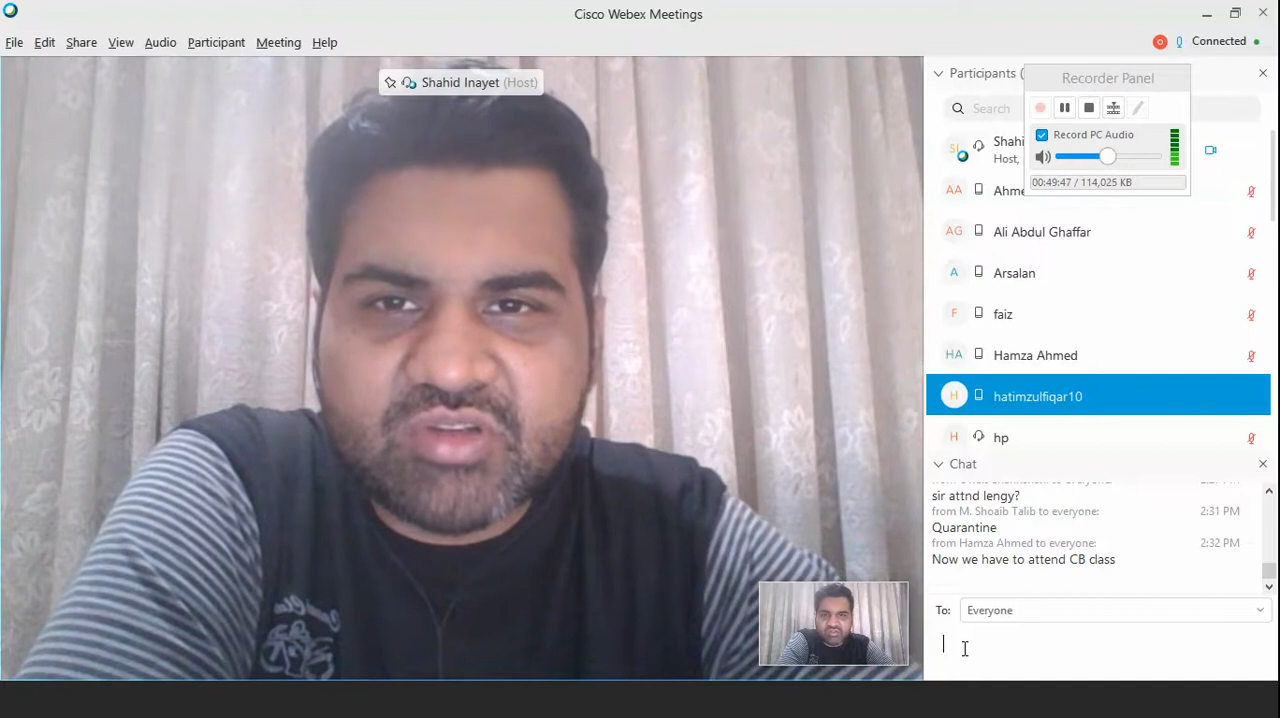 Cisco Webex Meetings
File Edit Share View Audio Participant Meeting Help
Connected
Shahid Inayet (Host)
Participants (
Recorder Panel
Search
Record PC Audio
00:49:47 / 114,025 KB
SI Shahi
Host,
AA Ahme
AG Ali Abdul Ghaffar
A Arsalan
F faiz
HA Hamza Ahmed
H hatimzulfiqar10
H hp
Chat
sir attnd lengy?
from M. Shoaib Talib to everyone: 2:31 PM
Quarantine
from Hamza Ahmed to everyone: 2:32 PM
Now we have to attend CB class
To: Everyone